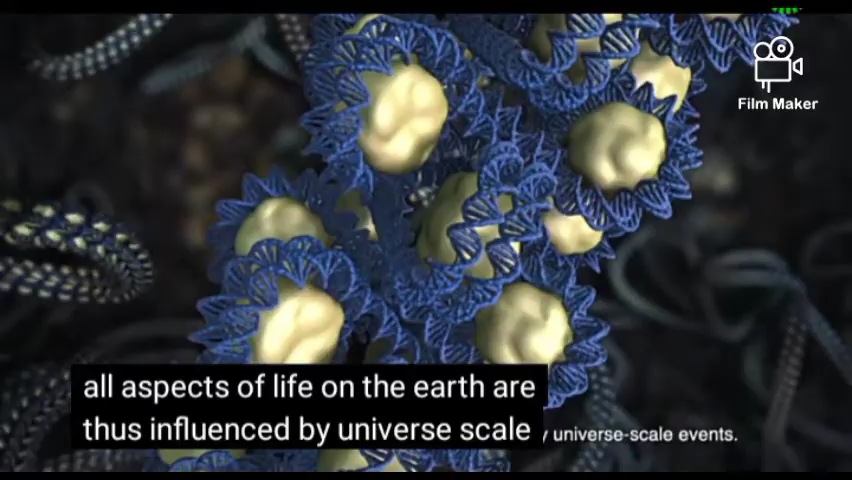 Film Maker
all aspects of life on the earth are
thus influenced by universe scale
universe-scale events.